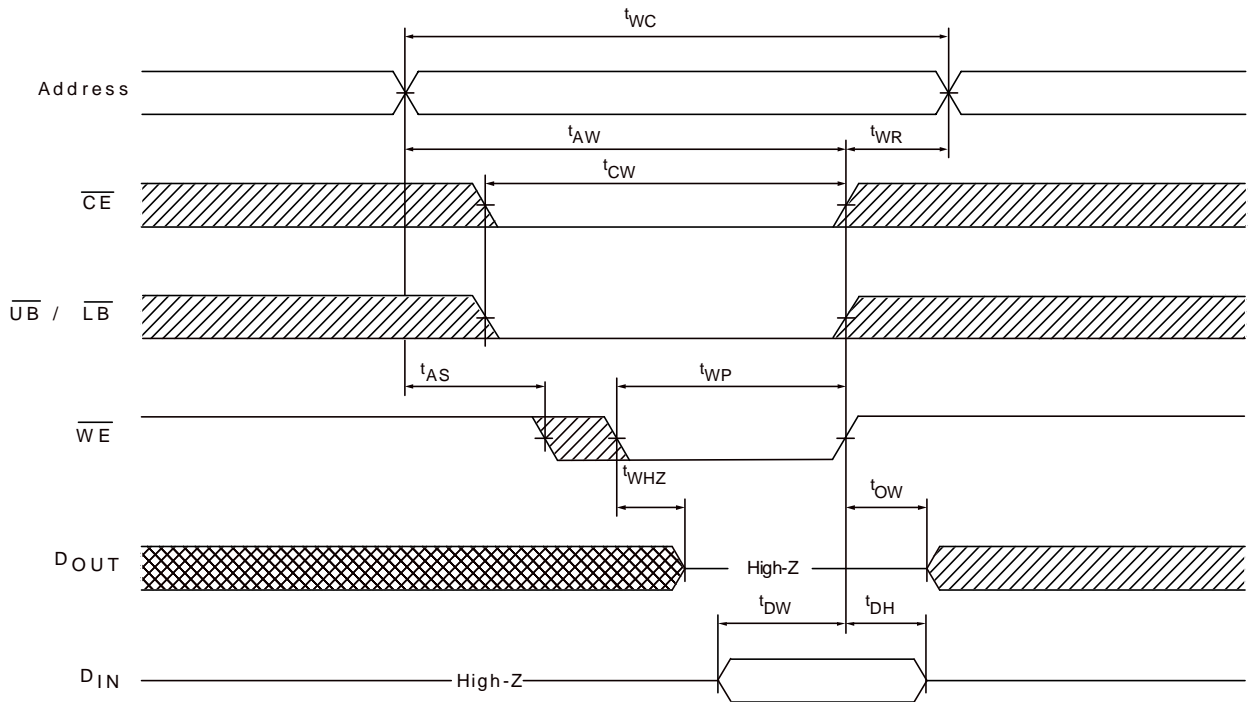 tWC
Address
tAW
tWR
tCW
CE
UB / LB
tAS
tWP
WE
tWHZ
tOW
DOUT
High-Z
tDW
tDH
DIN
High-Z